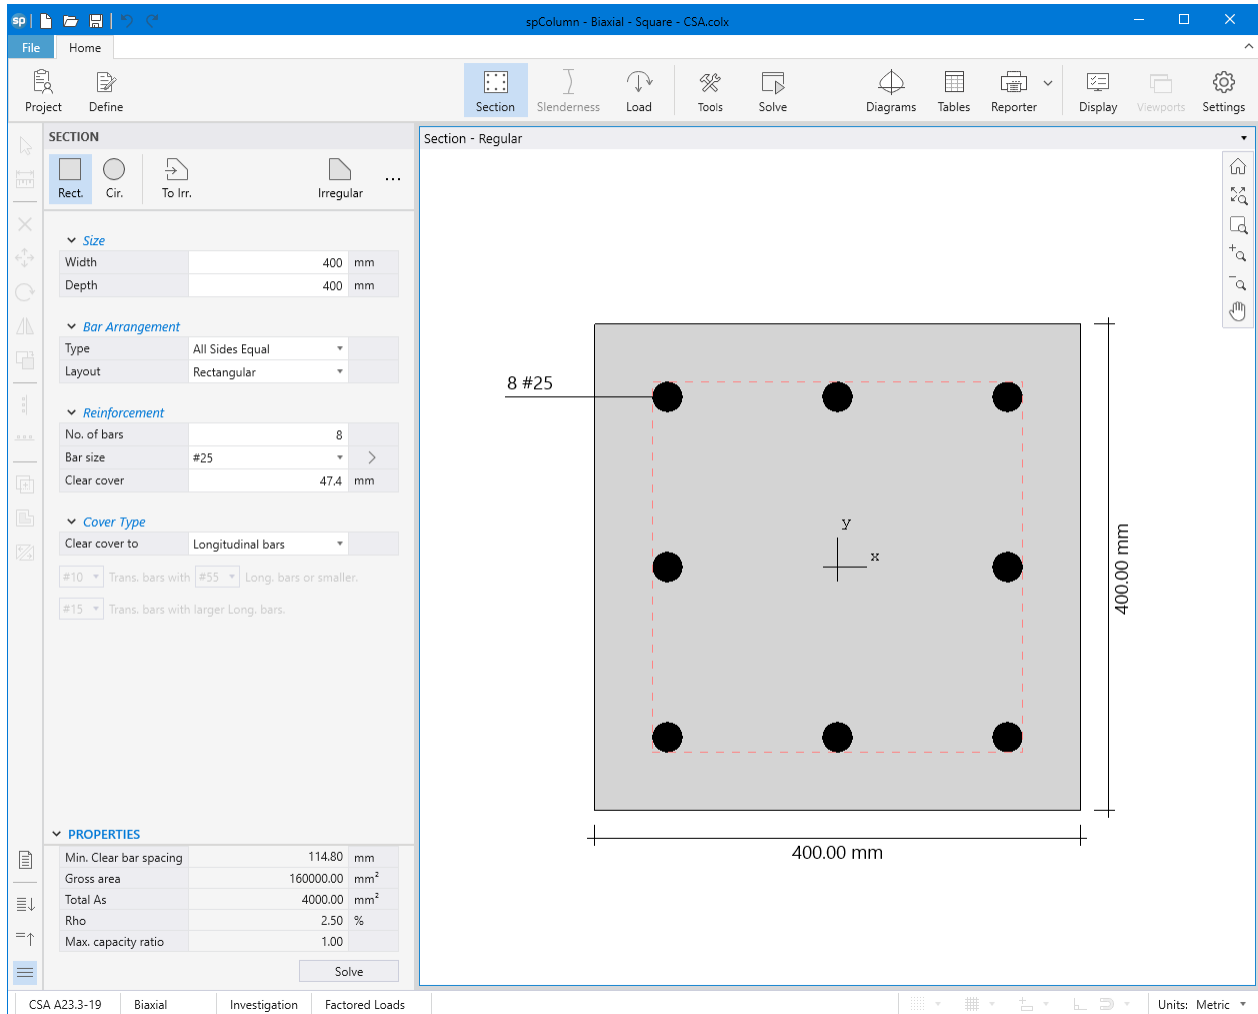 sp
spColumn - Biaxial - Square - CSA.colx
File Home
Project Define Section Slenderness Load Tools Solve Diagrams Tables Reporter Display Viewports Settings
SECTION
Rect. Cir. To Irr. Irregular ...
Size
Width 400 mm
Depth 400 mm
Bar Arrangement
Type All Sides Equal
Layout Rectangular
Reinforcement
No. of bars 8
Bar size #25
Clear cover 47.4 mm
Cover Type
Clear cover to Longitudinal bars
#10 Trans. bars with #55 Long. bars or smaller.
#15 Trans. bars with larger Long. bars.
PROPERTIES
Min. Clear bar spacing 114.80 mm
Gross area 160000.00 mm²
Total As 4000.00 mm²
Rho 2.50 %
Max. capacity ratio 1.00
Solve
Section - Regular
8 #25
y
x
400.00 mm
400.00 mm
CSA A23.3-19 Biaxial Investigation Factored Loads Units: Metric